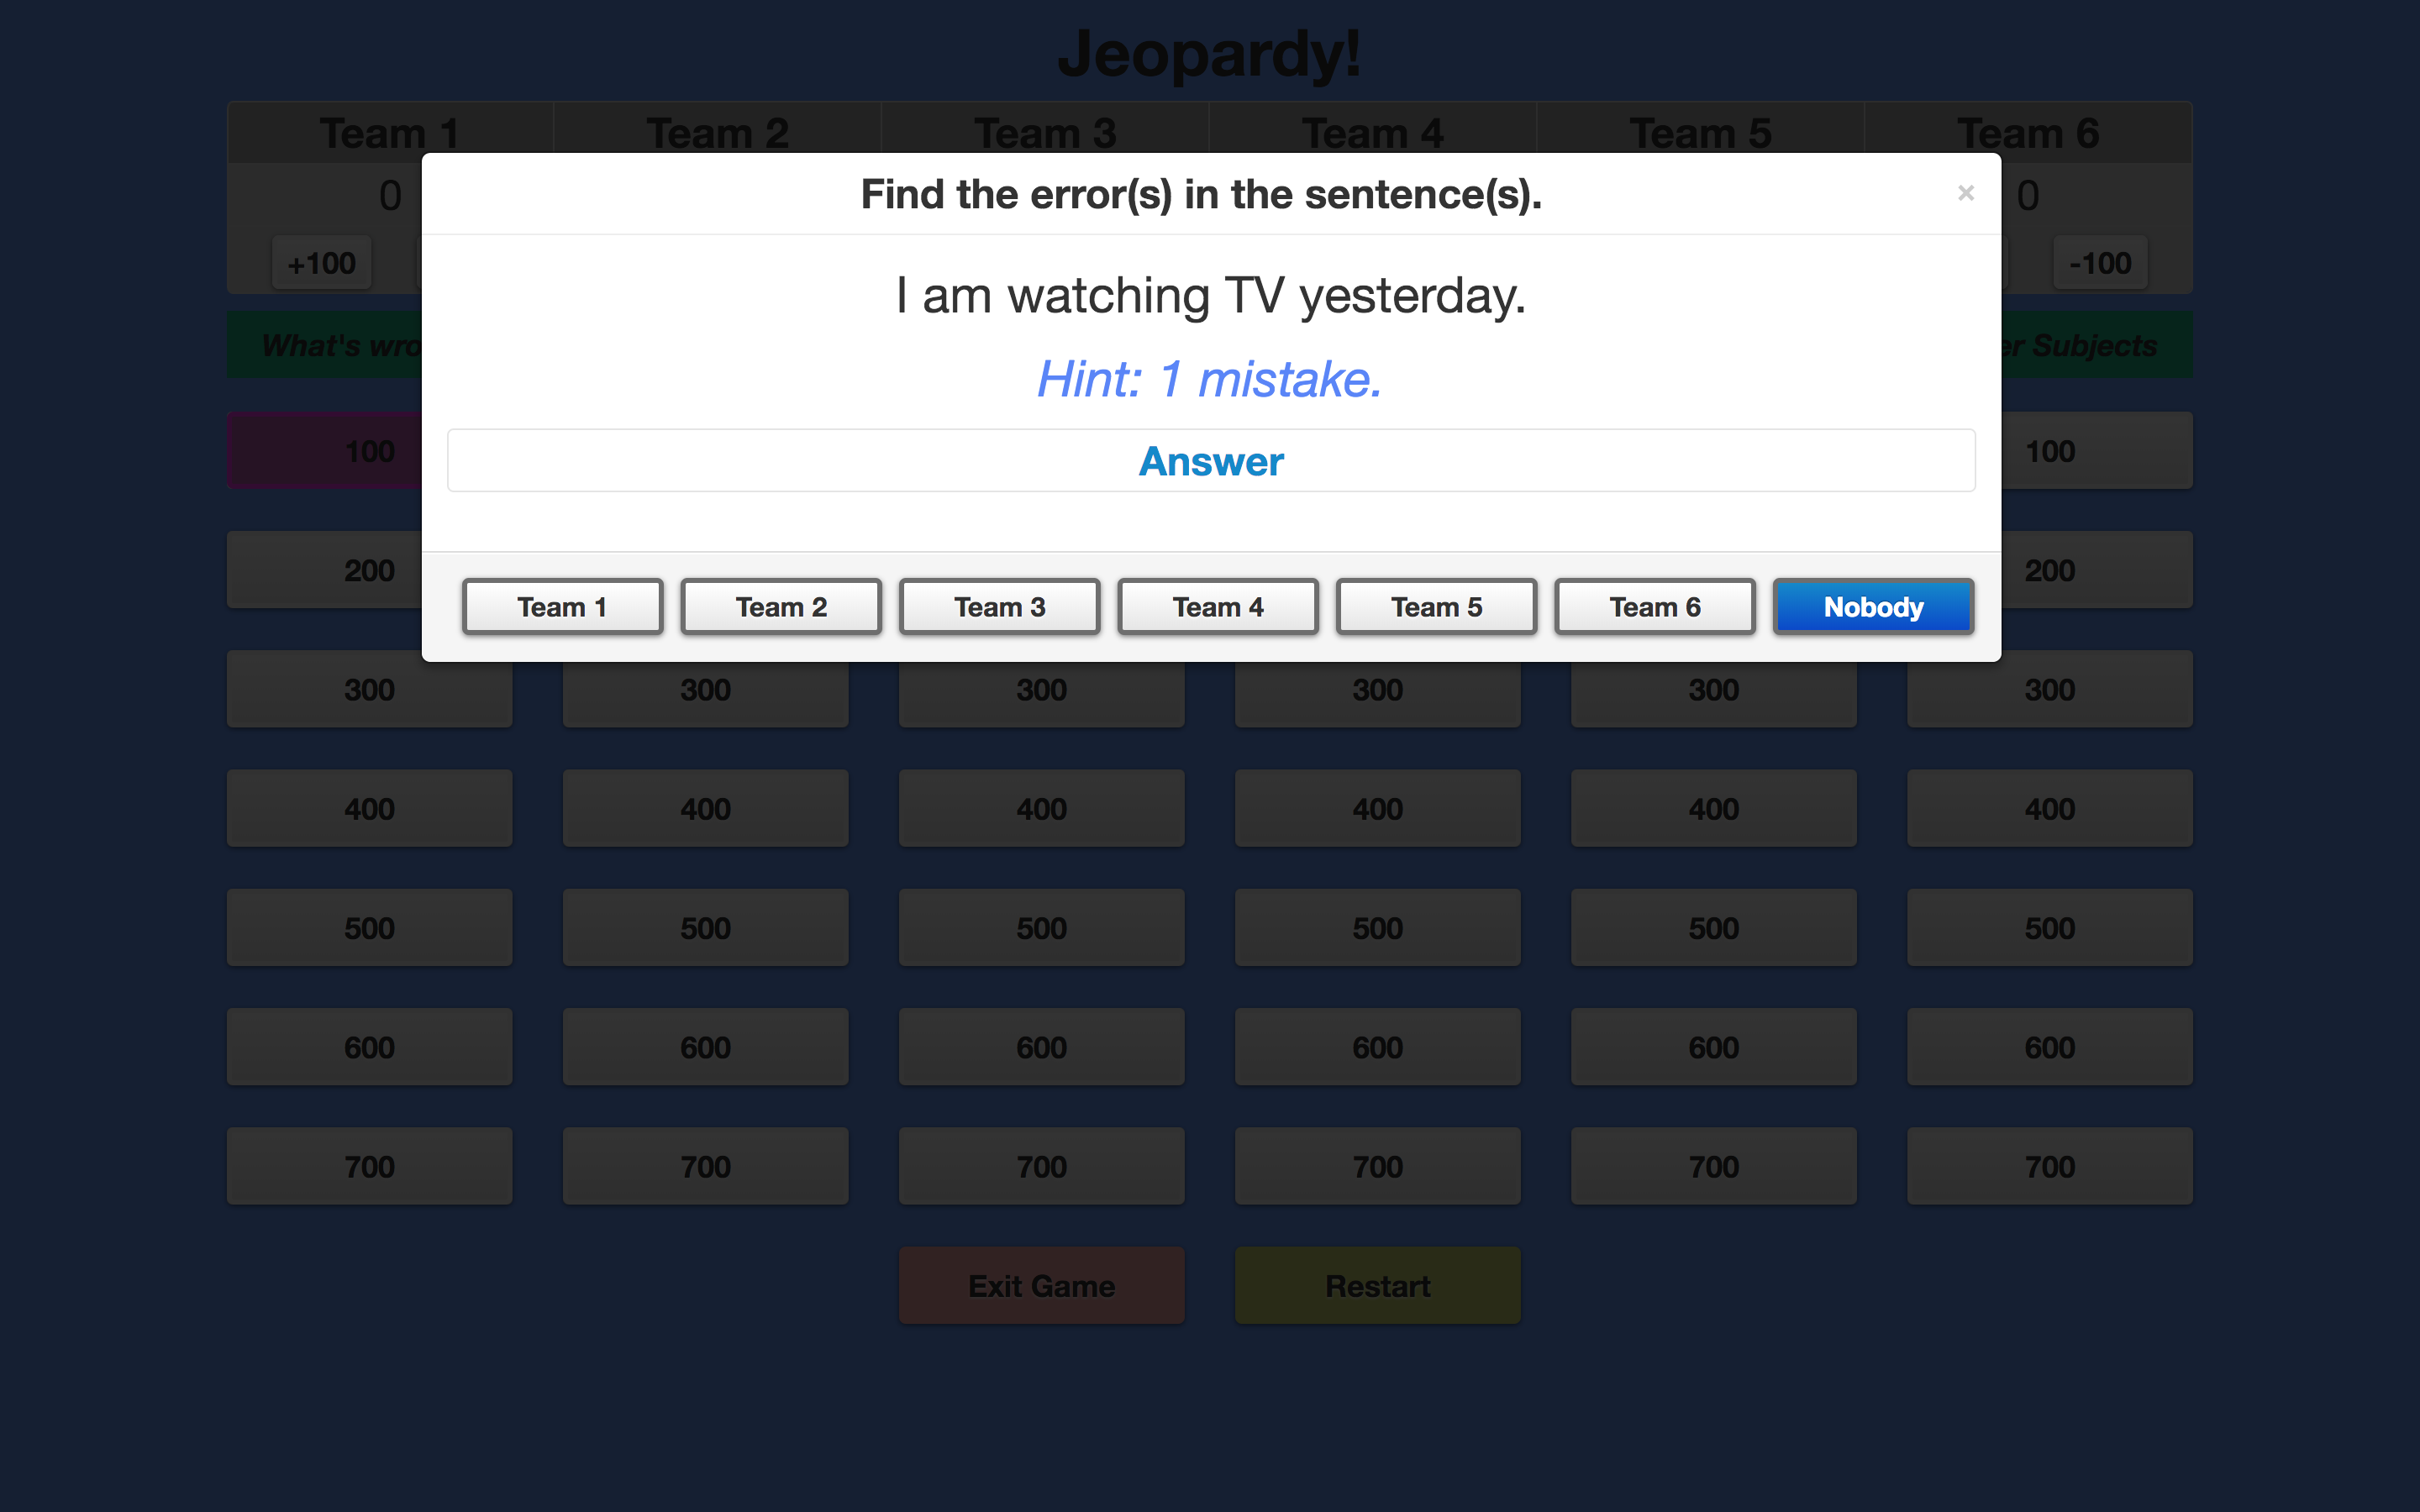 Jeopardy!
Team 1 Team 2 Team 3 Team 4 Team 5 Team 6
0 0
+100 -100
What's Subjects
Find the error(s) in the sentence(s). ×
I am watching TV yesterday.
Hint: 1 mistake.
Answer
Team 1 Team 2 Team 3 Team 4 Team 5 Team 6 Nobody
100 100
200 200
300 300 300 300 300 300
400 400 400 400 400 400
500 500 500 500 500 500
600 600 600 600 600 600
700 700 700 700 700 700
Exit Game Restart